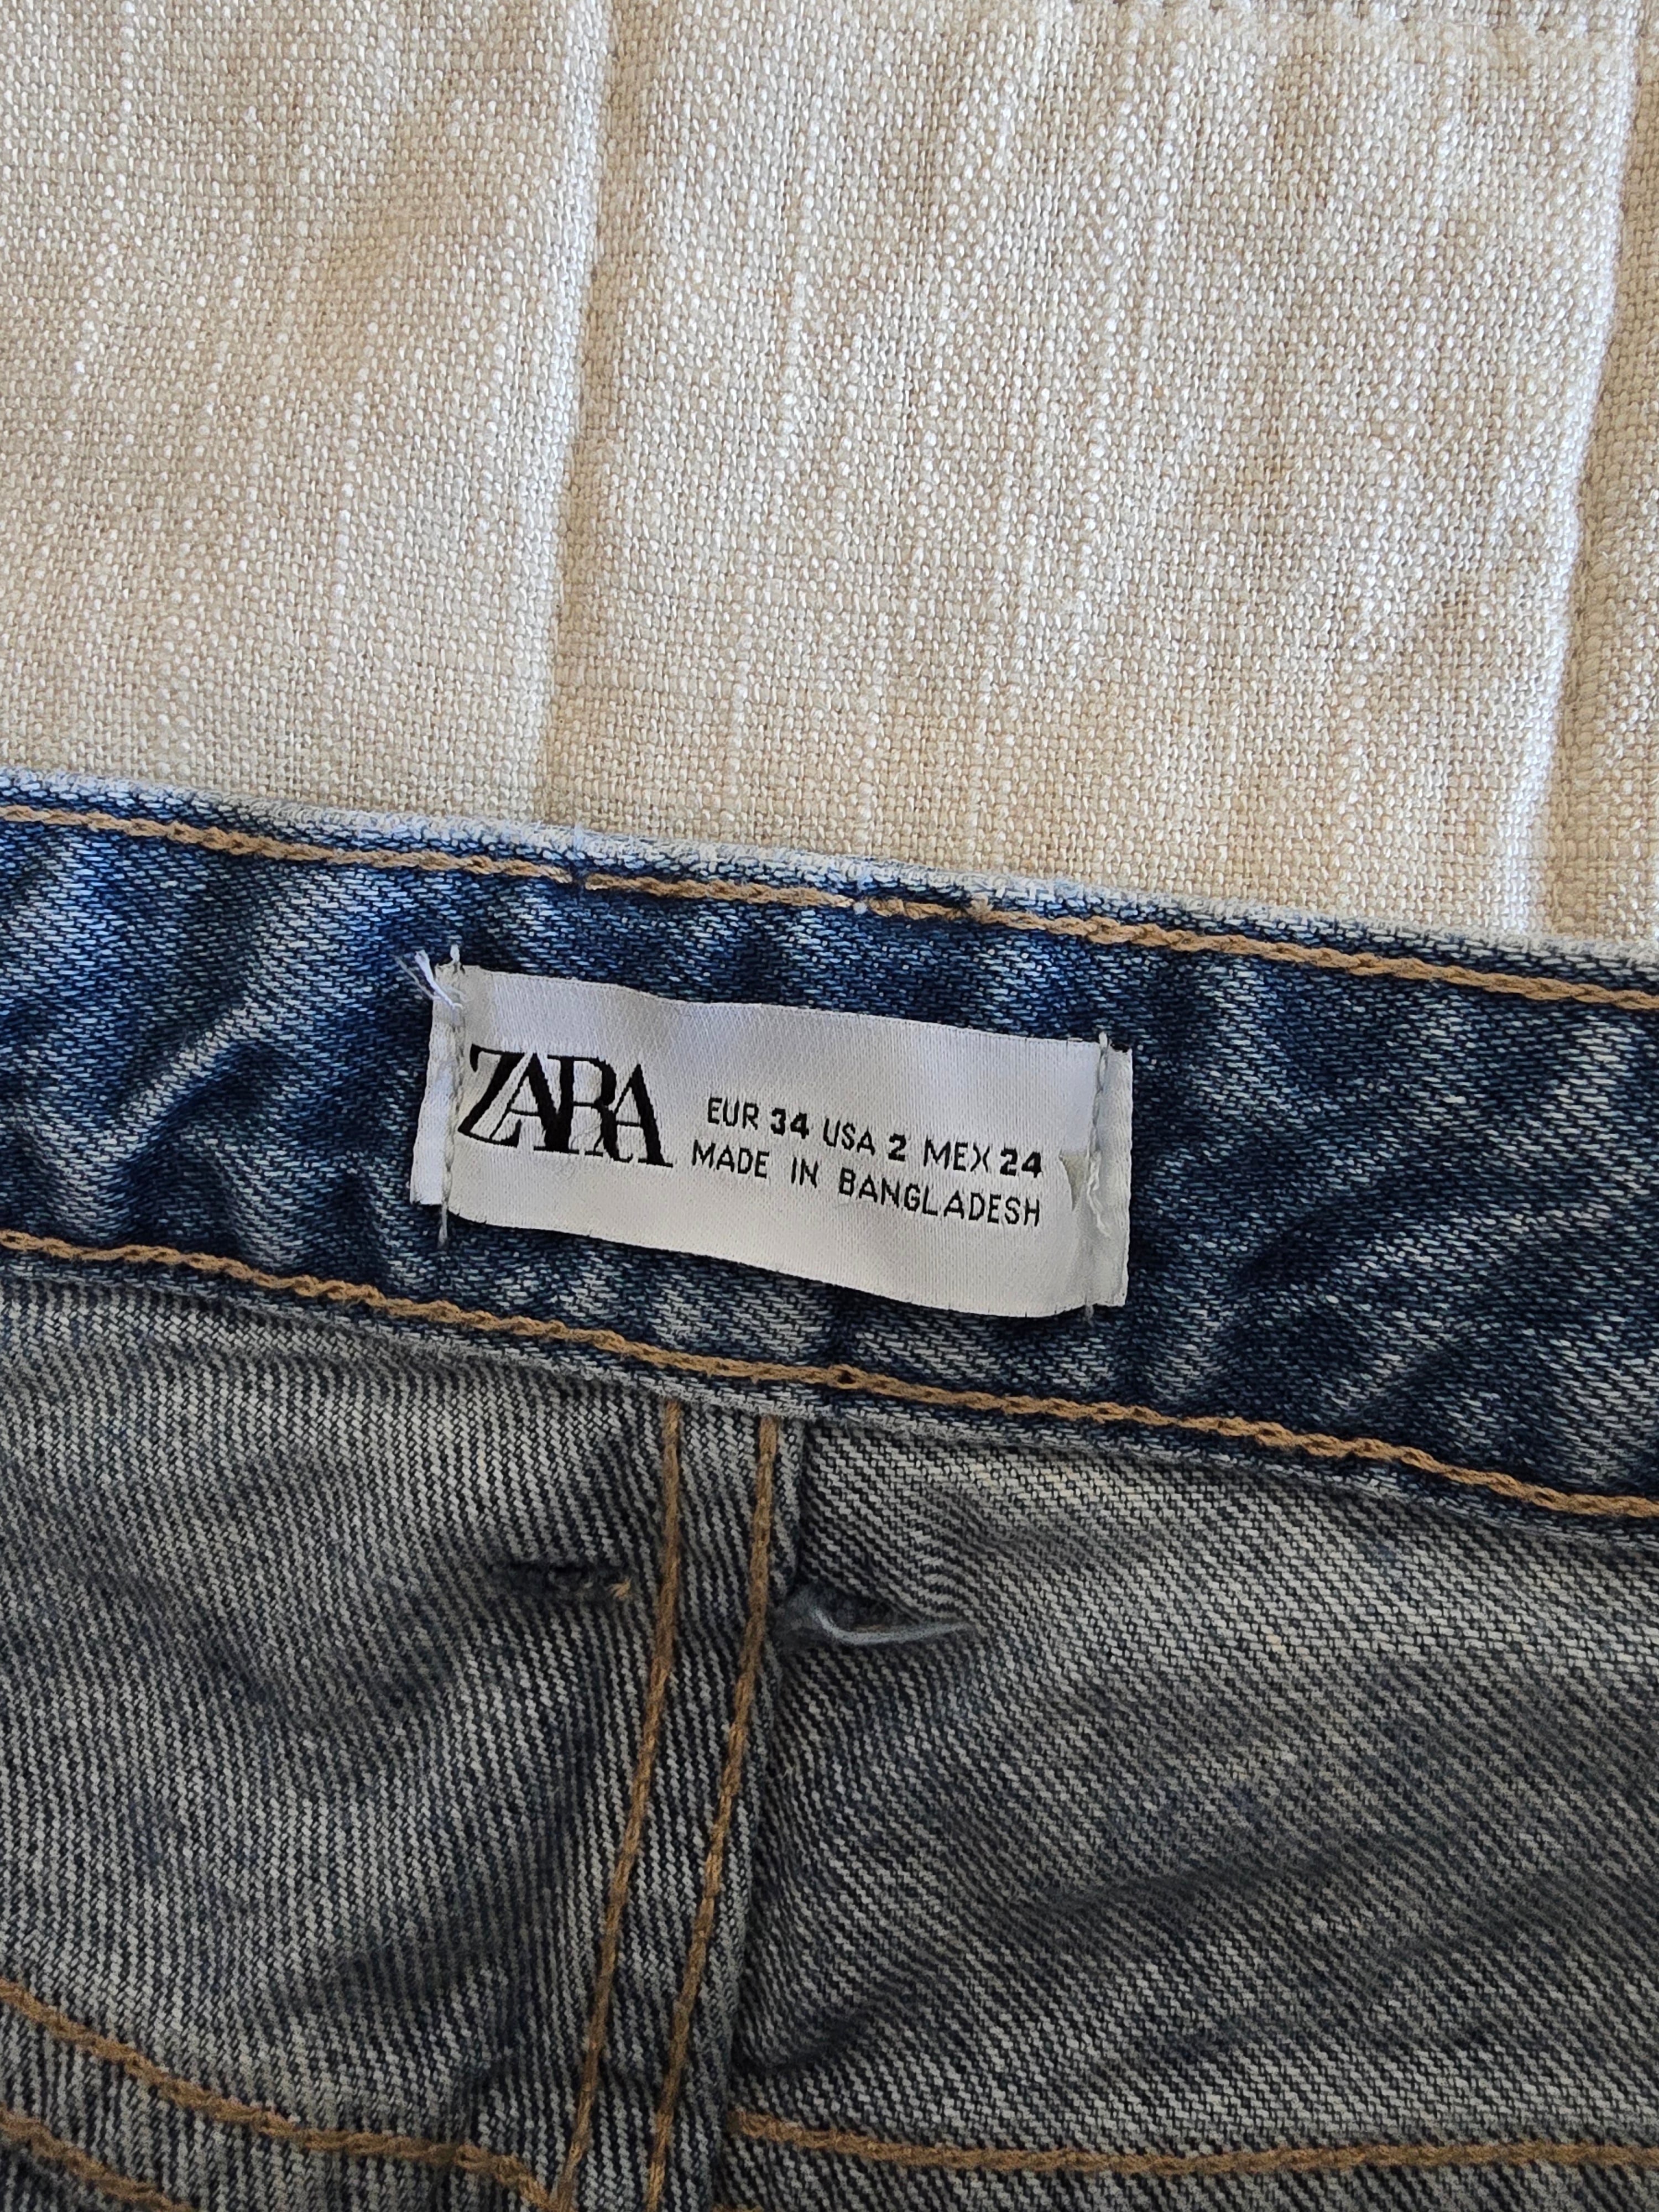 ZARA
EUR 34 USA 2 MEX 24
MADE IN BANGLADESH